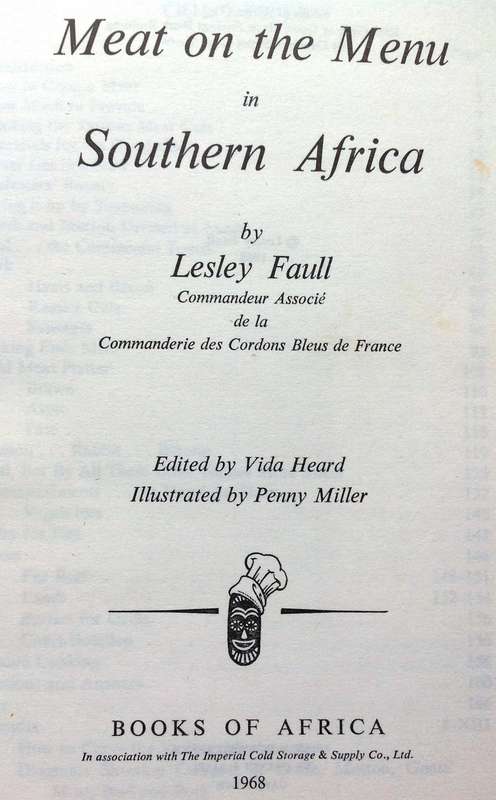 Meat on the Menu
in
Southern Africa
by
Lesley Faull
Commandeur Associé
de la
Commanderie des Cordons Bleus de France
Edited by Vida Heard
Illustrated by Penny Miller
BOOKS OF AFRICA
In association with The Imperial Cold Storage & Supply Co., Ltd.
1968